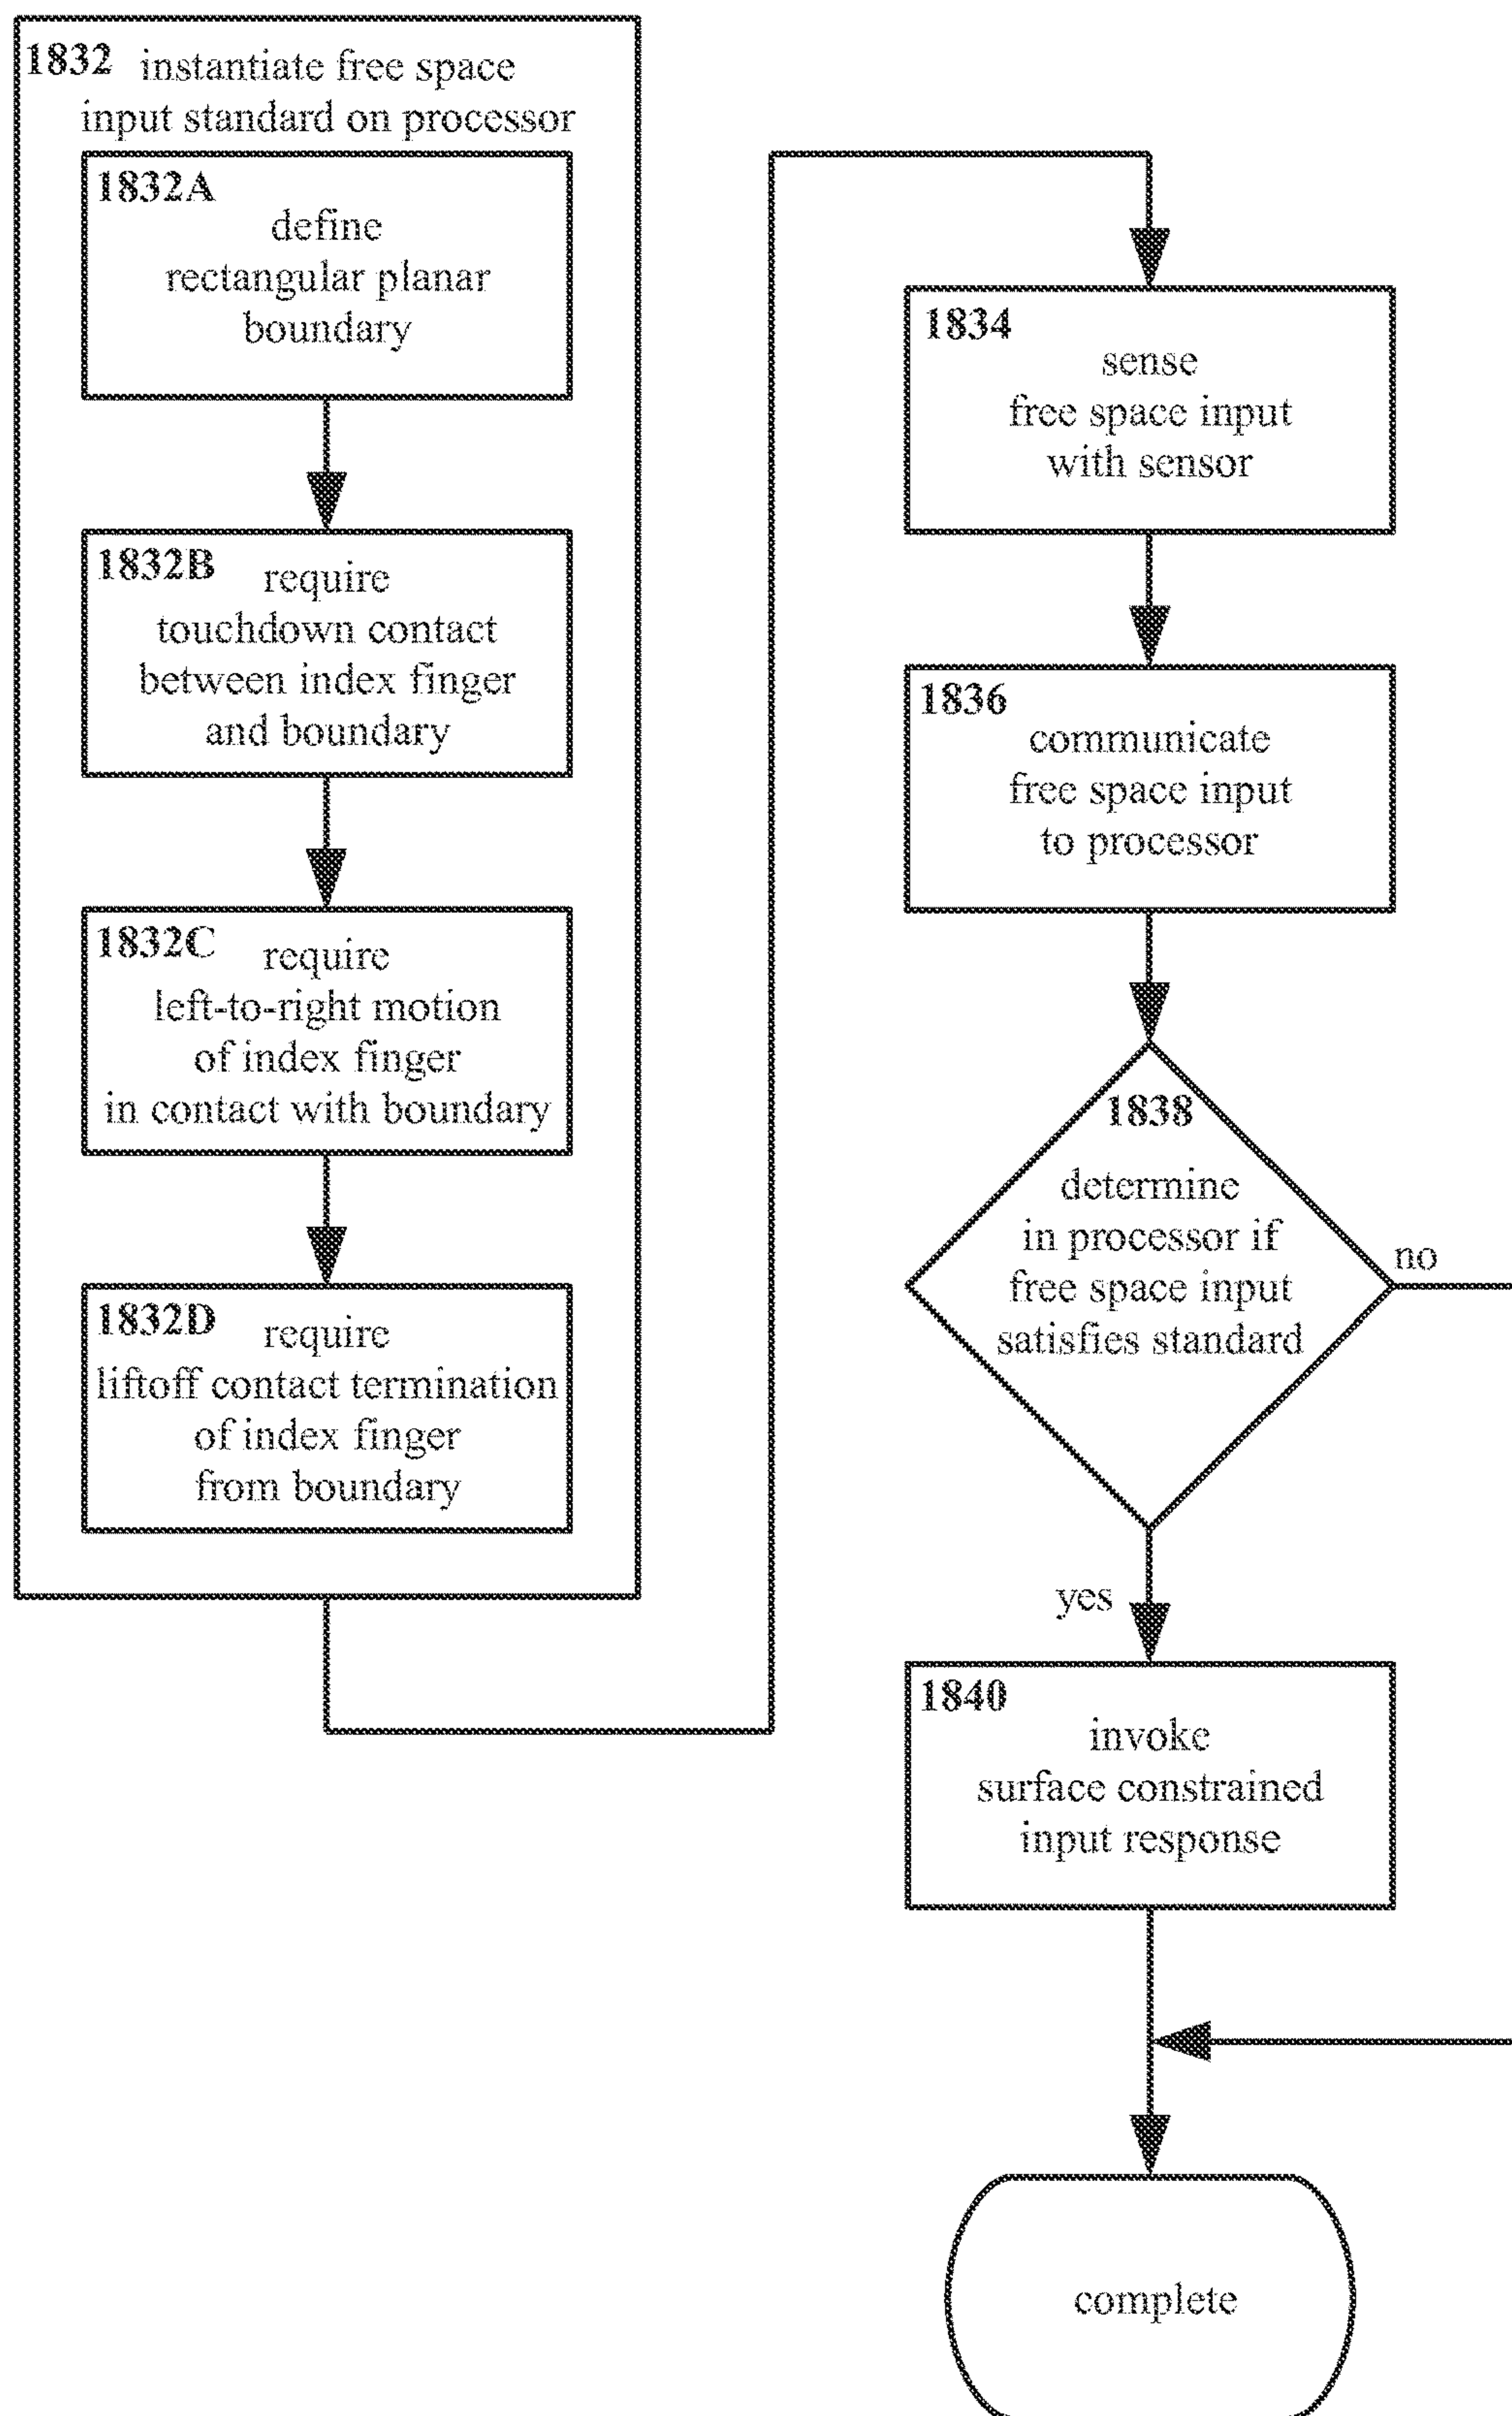 1832 instantiate free space
input standard on processor
1832A
define
rectangular planar
boundary
1832B require
touchdown contact
between index finger
and boundary
1832C require
left-to-right motion
of index finger
in contact with boundary
1832D require
liftoff contact termination
of index finger
from boundary
1834
sense
free space input
with sensor
1836
communicate
free space input
to processor
1838
determine
in processor if
free space input
satisfies standard
no
yes
1840
invoke
surface constrained
input response
complete